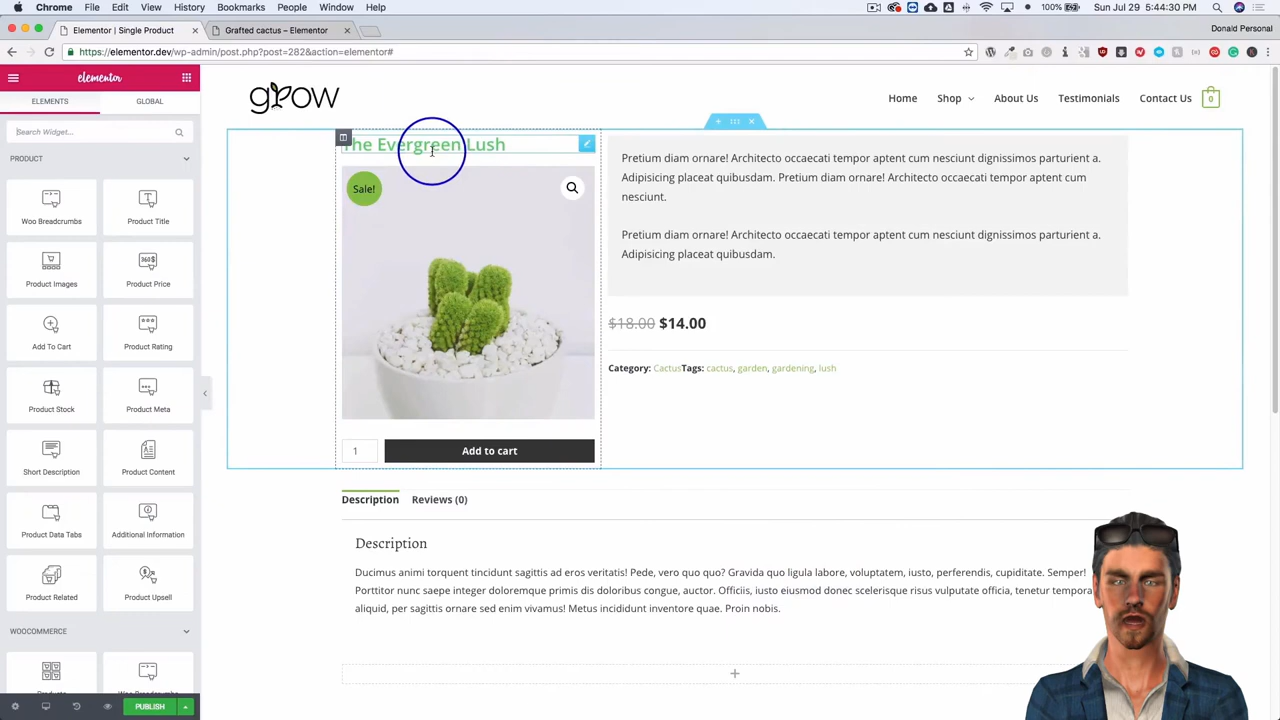 Chrome File Edit View History Bookmarks People Window Help
100% Sun Jul 29 5:44:30 PM
Elementor | Single Product
Grafted cactus – Elementor
Donald Personal
https://elementor.dev/wp-admin/post.php?post=282&action=elementor#
elementor
ELEMENTS GLOBAL
Search Widget...
PRODUCT
Woo Breadcrumbs
Product Title
Product Images
360$
Product Price
Add To Cart
Product Rating
Product Stock
Product Meta
Short Description
Product Content
Product Data Tabs
Additional Information
Product Related
Product Upsell
WOOCOMMERCE
Products
Woo Breadcrumbs
PUBLISH
grow
Home Shop About Us Testimonials Contact Us 0
The Evergreen Lush
Sale!
1 Add to cart
Pretium diam ornare! Architecto occaecati tempor aptent cum nesciunt dignissimos parturient a.
Adipisicing placeat quibusdam. Pretium diam ornare! Architecto occaecati tempor aptent cum
nesciunt.
Pretium diam ornare! Architecto occaecati tempor aptent cum nesciunt dignissimos parturient a.
Adipisicing placeat quibusdam.
$18.00 $14.00
Category: CactusTags: cactus, garden, gardening, lush
Description Reviews (0)
Description
Ducimus animi torquent tincidunt sagittis ad eros veritatis! Pede, vero quo quo? Gravida quo ligula labore, voluptatem, iusto, perferendis, cupiditate. Semper!
Porttitor nunc saepe integer doloremque primis dis doloribus congue, auctor. Officiis, iusto eiusmod donec scelerisque risus vulputate officia, tenetur tempora
aliquid, per sagittis ornare sed enim vivamus! Metus incididunt inventore quae. Proin nobis.